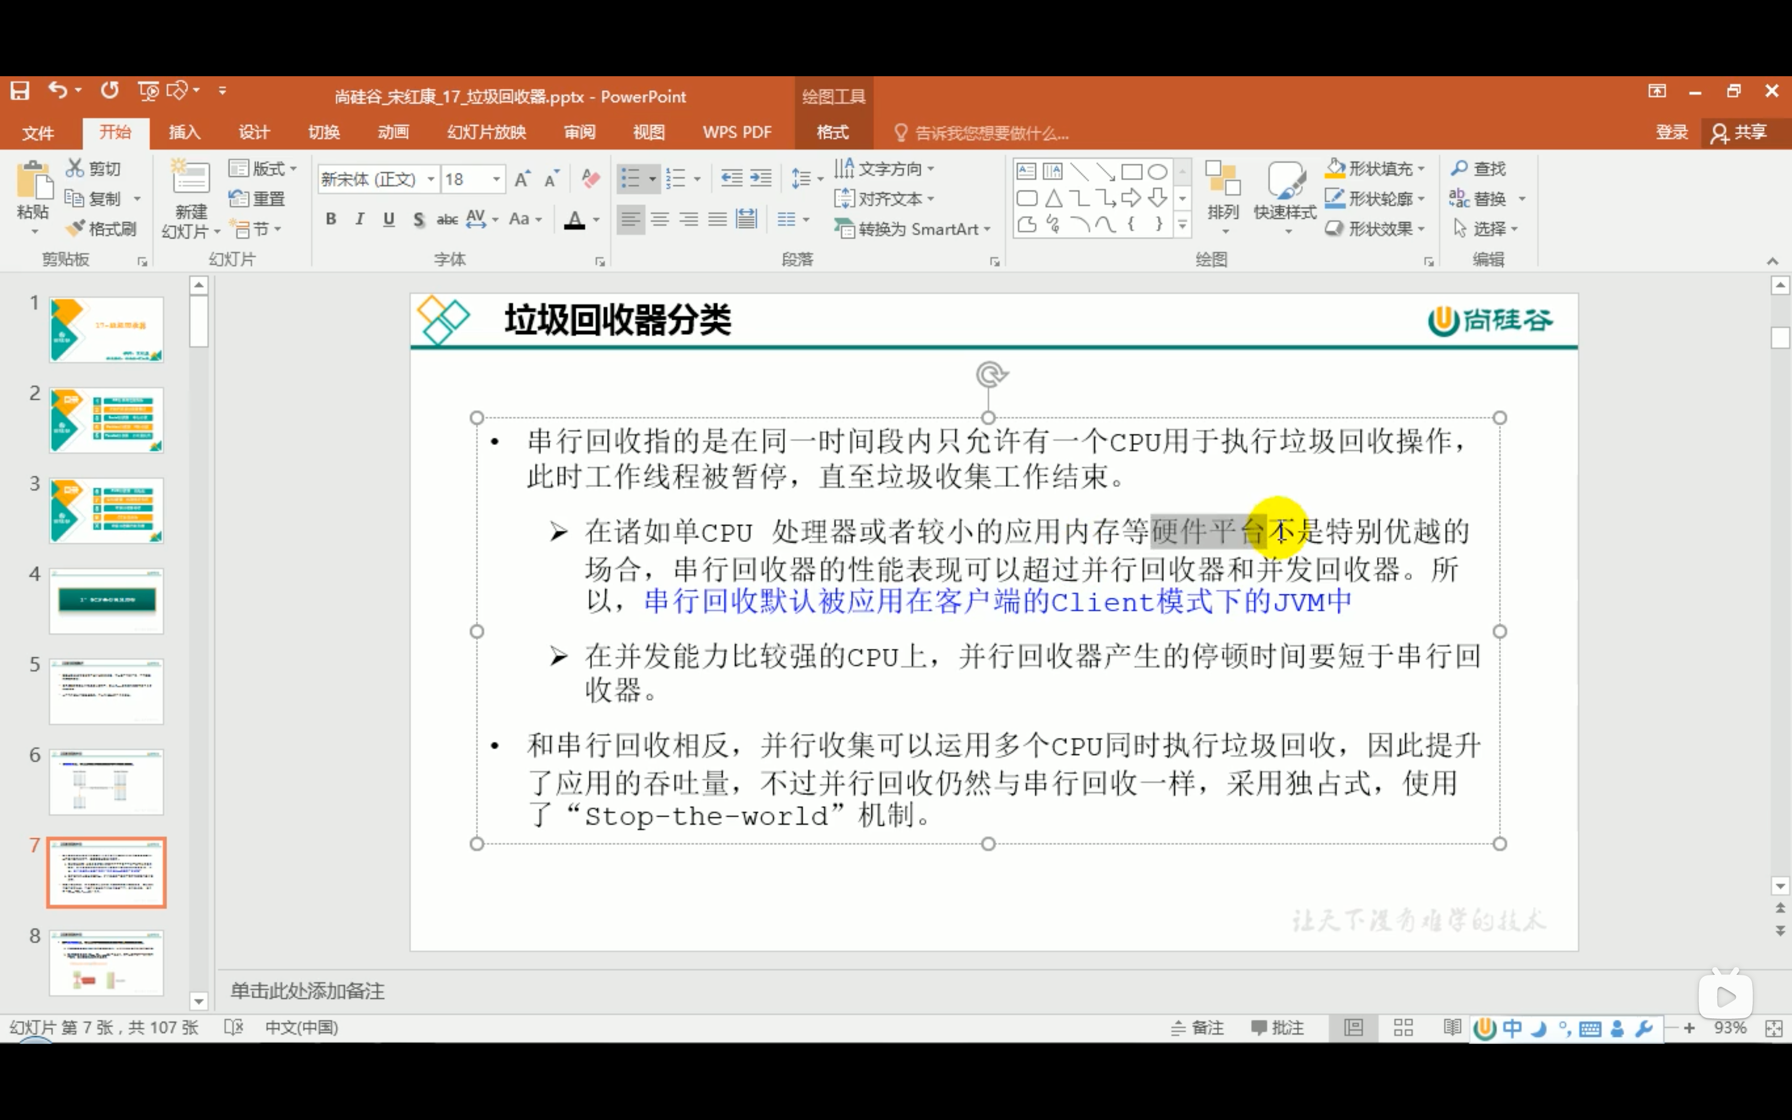 尚硅谷_宋红康_17_垃圾回收器.pptx - PowerPoint
绘图工具
文件 开始 插入 设计 切换 动画 幻灯片放映 审阅 视图 WPS PDF 格式 告诉我您想要做什么... 登录 共享
粘贴 剪切 复制 格式刷
剪贴板
新建幻灯片 版式 重置 节
幻灯片
新宋体 (正文) 18
B I U S abc AV Aa A
字体
文字方向
对齐文本
转换为 SmartArt
段落
排列 快速样式
形状填充
形状轮廓
形状效果
绘图
查找
替换
选择
编辑
1
2
3
4
5
6
7
8
垃圾回收器分类
尚硅谷
• 串行回收指的是在同一时间段内只允许有一个CPU用于执行垃圾回收操作，
此时工作线程被暂停，直至垃圾收集工作结束。
➢ 在诸如单CPU 处理器或者较小的应用内存等硬件平台不是特别优越的
场合，串行回收器的性能表现可以超过并行回收器和并发回收器。所
以，串行回收默认被应用在客户端的Client模式下的JVM中
➢ 在并发能力比较强的CPU上，并行回收器产生的停顿时间要短于串行回
收器。
• 和串行回收相反，并行收集可以运用多个CPU同时执行垃圾回收，因此提升
了应用的吞吐量，不过并行回收仍然与串行回收一样，采用独占式，使用
了“Stop-the-world”机制。
让天下没有难学的技术
单击此处添加备注
幻灯片 第 7 张，共 107 张 中文(中国) 备注 批注 中 93%